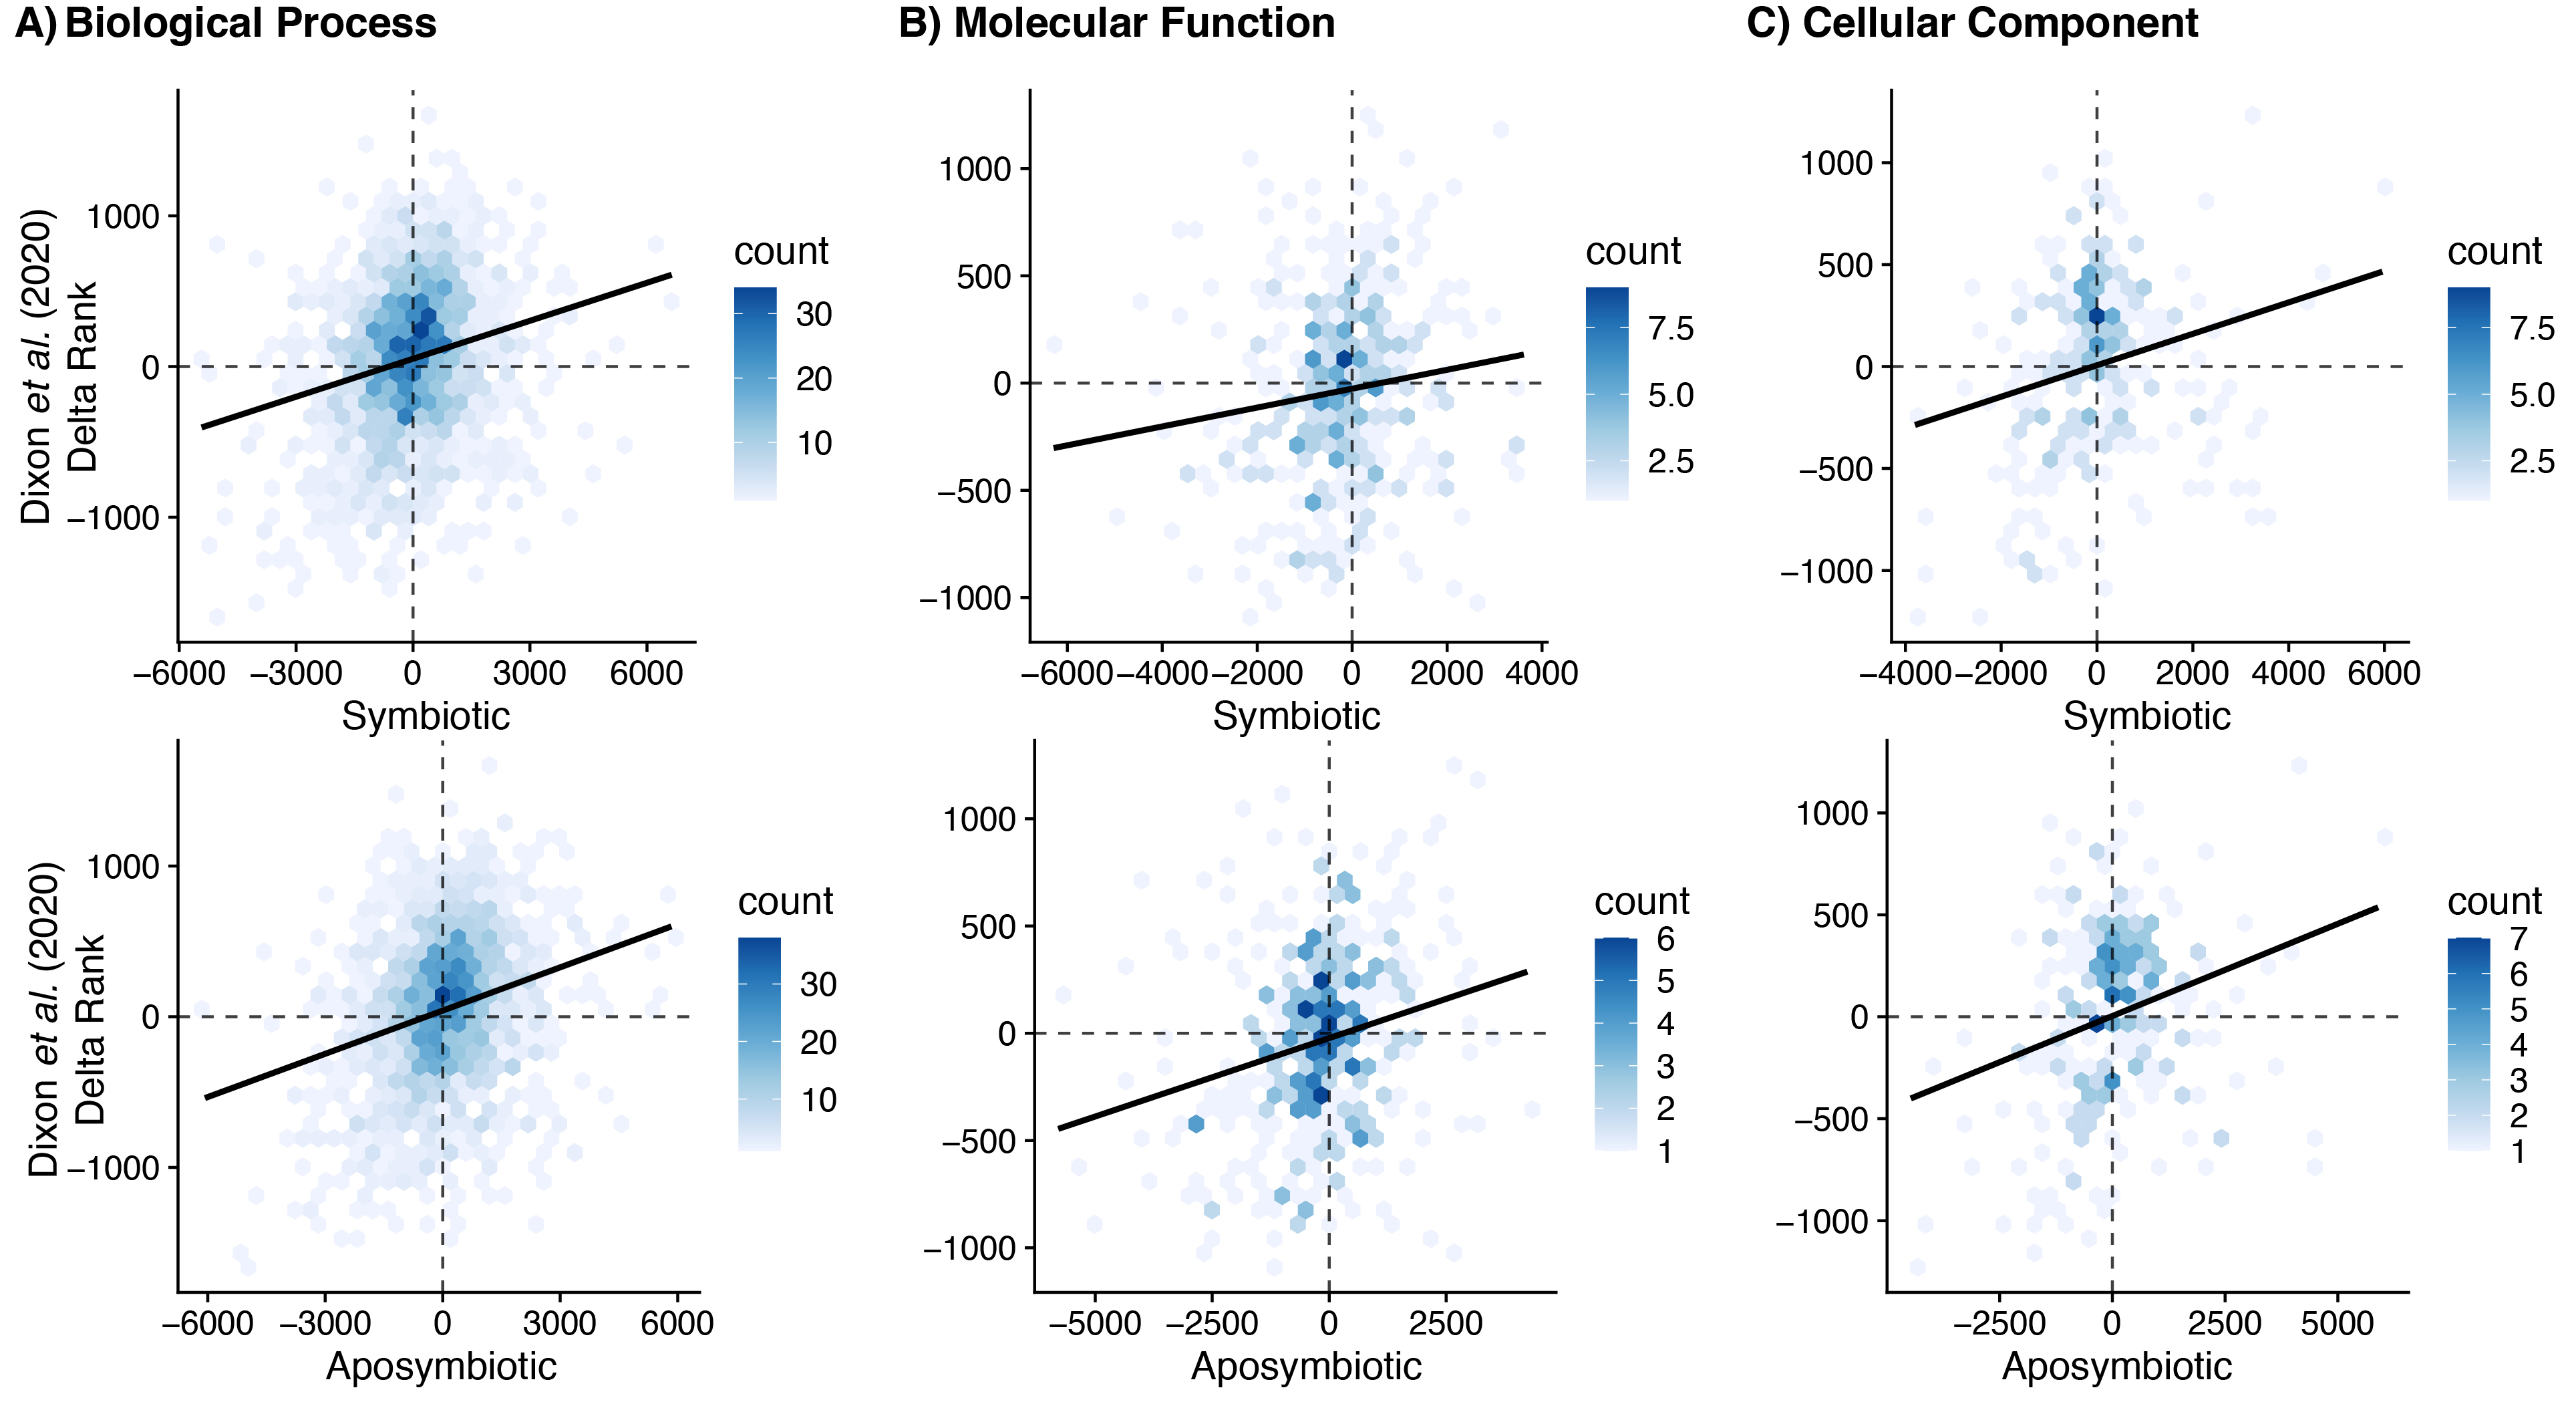 A) Biological Process
B) Molecular Function
C) Cellular Component
Dixon et al. (2020)
Delta Rank
1000
0
−1000
−6000 −3000 0 3000 6000
Symbiotic
count
30
20
10
1000
500
0
−500
−1000
−6000 −4000 −2000 0 2000 4000
Symbiotic
count
7.5
5.0
2.5
1000
500
0
−500
−1000
−4000 −2000 0 2000 4000 6000
Symbiotic
count
7.5
5.0
2.5
Dixon et al. (2020)
Delta Rank
1000
0
−1000
−6000 −3000 0 3000 6000
Aposymbiotic
count
30
20
10
1000
500
0
−500
−1000
−5000 −2500 0 2500
Aposymbiotic
count
6
5
4
3
2
1
1000
500
0
−500
−1000
−2500 0 2500 5000
Aposymbiotic
count
7
6
5
4
3
2
1